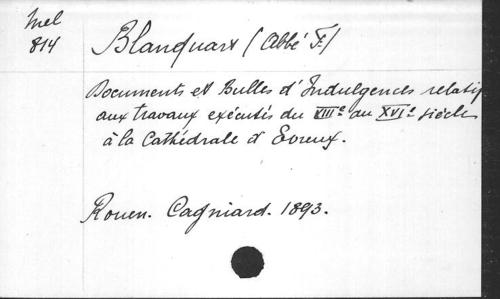 Mel
814
Blanquart (Abbé F.)
Documents et Bulles d'Indulgences relatifs
aux travaux exécutés du XIIIe au XVIe siècle
à la Cathédrale d'Evreux.
Rouen. Cagniard. 1893.